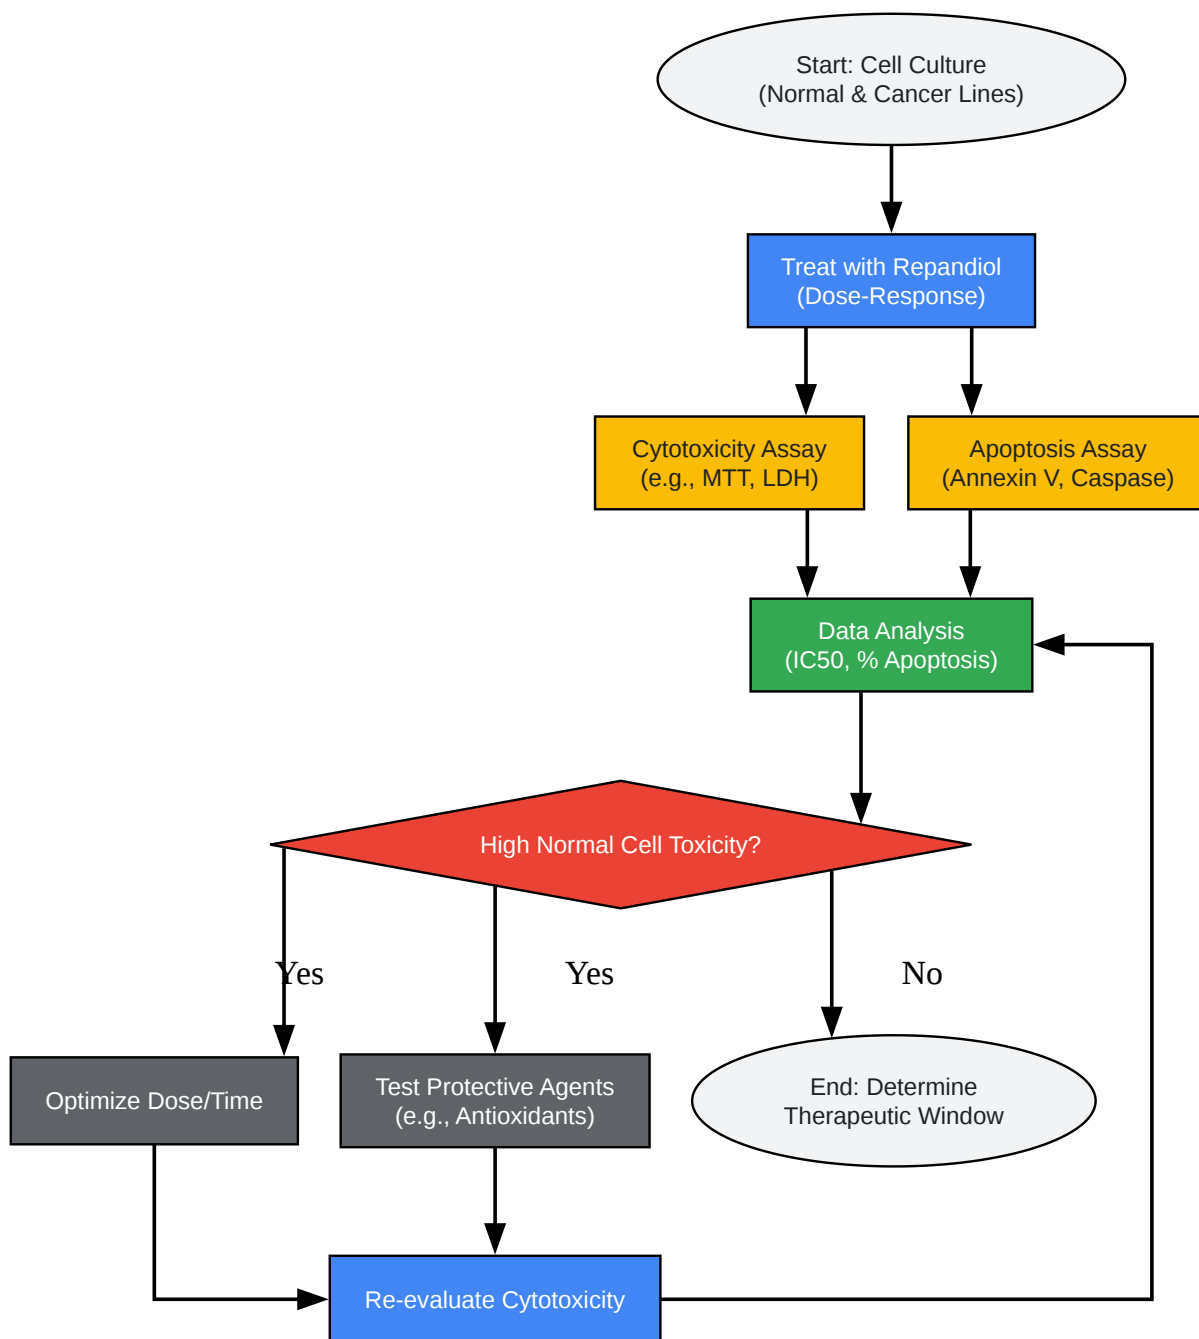 Start: Cell Culture
(Normal & Cancer Lines)
Treat with Repandiol
(Dose-Response)
Cytotoxicity Assay
(e.g., MTT, LDH)
Apoptosis Assay
(Annexin V, Caspase)
Data Analysis
(IC50, % Apoptosis)
High Normal Cell Toxicity?
Yes
Yes
No
Optimize Dose/Time
Test Protective Agents
(e.g., Antioxidants)
End: Determine
Therapeutic Window
Re-evaluate Cytotoxicity